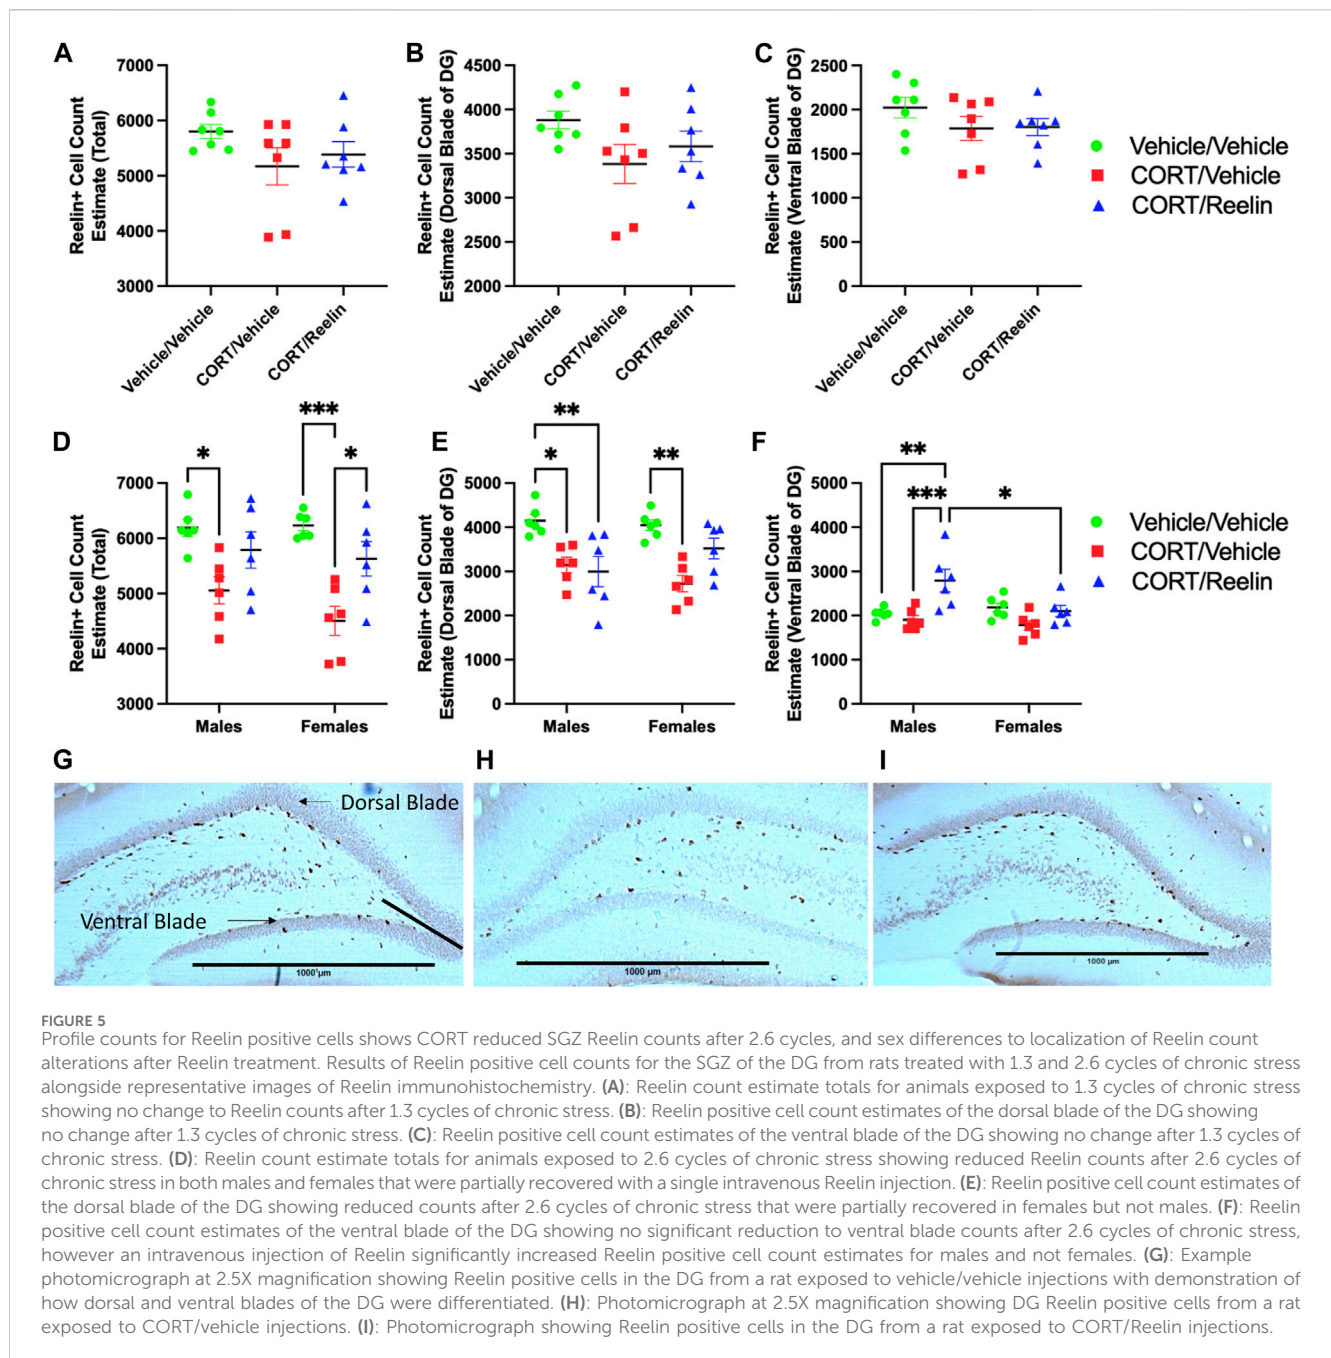 A
Reelin+ Cell Count
Estimate (Total)
7000
6000
5000
4000
3000
Vehicle/Vehicle
CORT/Vehicle
CORT/Reelin
B
Reelin+ Cell Count
Estimate (Dorsal Blade of DG)
4500
4000
3500
3000
2500
2000
Vehicle/Vehicle
CORT/Vehicle
CORT/Reelin
C
Reelin+ Cell Count
Estimate (Ventral Blade of DG)
2500
2000
1500
1000
500
0
Vehicle/Vehicle
CORT/Vehicle
CORT/Reelin
Vehicle/Vehicle
CORT/Vehicle
CORT/Reelin
D
Reelin+ Cell Count
Estimate (Total)
7000
6000
5000
4000
3000
*
***
*
Males
Females
E
Reelin+ Cell Count
Estimate (Dorsal Blade of DG)
5000
4000
3000
2000
1000
0
**
*
**
Males
Females
F
Reelin+ Cell Count
Estimate (Ventral Blade of DG)
5000
4000
3000
2000
1000
0
**
***
*
Males
Females
Vehicle/Vehicle
CORT/Vehicle
CORT/Reelin
G
Dorsal Blade
Ventral Blade
1000 µm
H
1000 µm
I
1000 µm
FIGURE 5
Profile counts for Reelin positive cells shows CORT reduced SGZ Reelin counts after 2.6 cycles, and sex differences to localization of Reelin count
alterations after Reelin treatment. Results of Reelin positive cell counts for the SGZ of the DG from rats treated with 1.3 and 2.6 cycles of chronic stress
alongside representative images of Reelin immunohistochemistry. (A): Reelin count estimate totals for animals exposed to 1.3 cycles of chronic stress
showing no change to Reelin counts after 1.3 cycles of chronic stress. (B): Reelin positive cell count estimates of the dorsal blade of the DG showing
no change after 1.3 cycles of chronic stress. (C): Reelin positive cell count estimates of the ventral blade of the DG showing no change after 1.3 cycles of
chronic stress. (D): Reelin count estimate totals for animals exposed to 2.6 cycles of chronic stress showing reduced Reelin counts after 2.6 cycles of
chronic stress in both males and females that were partially recovered with a single intravenous Reelin injection. (E): Reelin positive cell count estimates of
the dorsal blade of the DG showing reduced counts after 2.6 cycles of chronic stress that were partially recovered in females but not males. (F): Reelin
positive cell count estimates of the ventral blade of the DG showing no significant reduction to ventral blade counts after 2.6 cycles of chronic stress,
however an intravenous injection of Reelin significantly increased Reelin positive cell count estimates for males and not females. (G): Example
photomicrograph at 2.5X magnification showing Reelin positive cells in the DG from a rat exposed to vehicle/vehicle injections with demonstration of
how dorsal and ventral blades of the DG were differentiated. (H): Photomicrograph at 2.5X magnification showing DG Reelin positive cells from a rat
exposed to CORT/vehicle injections. (I): Photomicrograph showing Reelin positive cells in the DG from a rat exposed to CORT/Reelin injections.